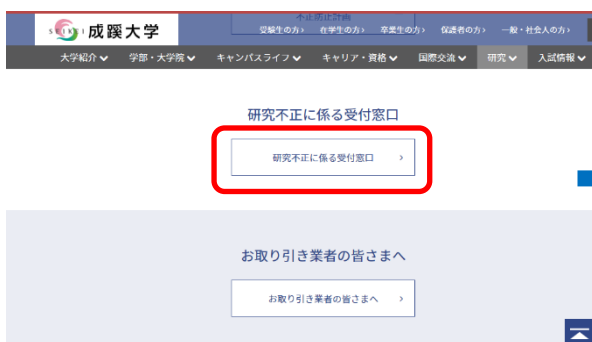 不正防止計画
SEIKEI 成蹊大学 受験生の方› 在学生の方› 卒業生の方› 保護者の方› 一般・社会人の方›
大学紹介 学部・大学院 キャンパスライフ キャリア・資格 国際交流 研究 入試情報
研究不正に係る受付窓口
研究不正に係る受付窓口 ›
お取り引き業者の皆さまへ
お取り引き業者の皆さまへ ›